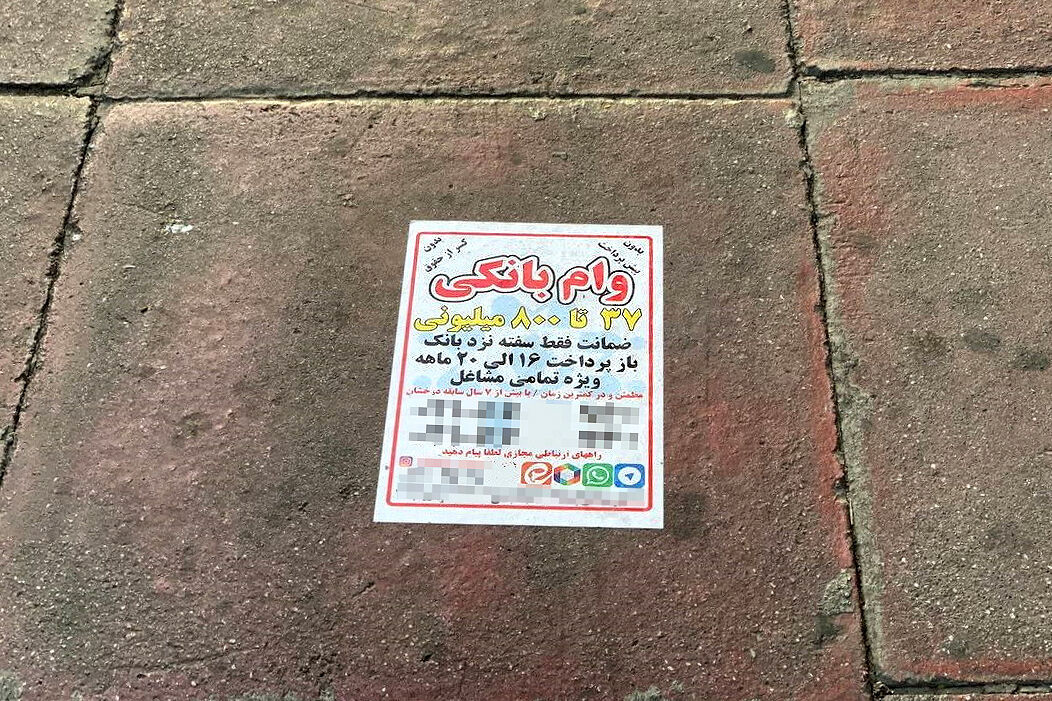 بدون
پیش پرداخت
بدون
کسر از حقوق
وام بانکی
۳۷ تا ۸۰۰ میلیونی
ضمانت فقط سفته نزد بانک
باز پرداخت ۱۶ الی ۲۰ ماهه
ویژه تمامی مشاغل
مطمئن و در کمترین زمان / با بیش از ۷ سال سابقه درخشان
راههای ارتباطی مجازی لطفا پیام دهید